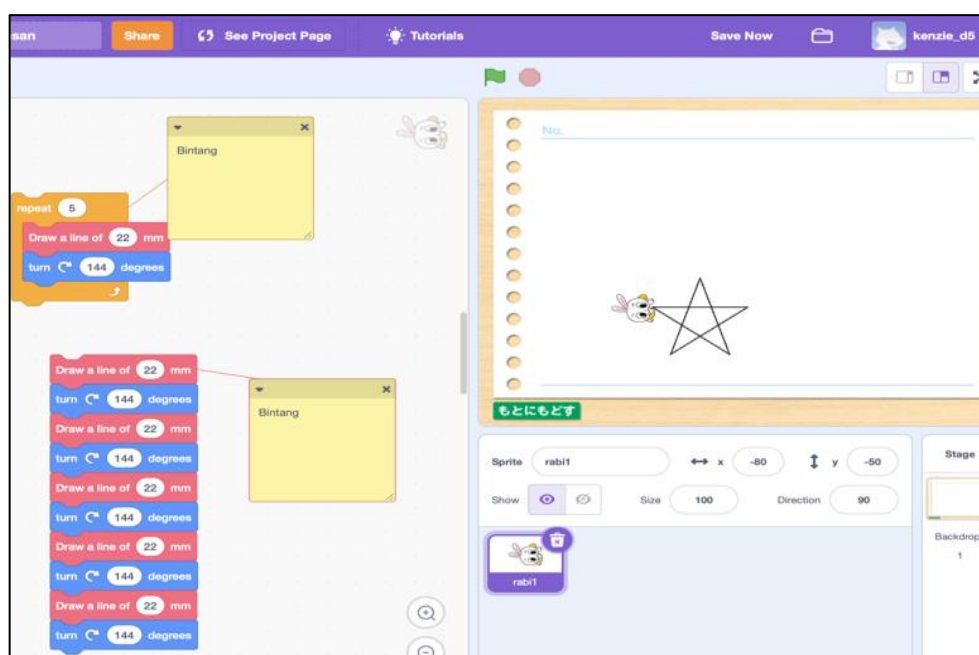 san
Share
See Project Page
Tutorials
Save Now
kenzie_d5
Bintang
repeat 5
Draw a line of 22 mm
turn 144 degrees
Draw a line of 22 mm
turn 144 degrees
Draw a line of 22 mm
turn 144 degrees
Draw a line of 22 mm
turn 144 degrees
Draw a line of 22 mm
turn 144 degrees
Draw a line of 22 mm
turn 144 degrees
Bintang
No.
もとにもどす
Sprite rabi1 x -80 y -50
Show Size 100 Direction 90
rabi1
Stage
Backdrop
1